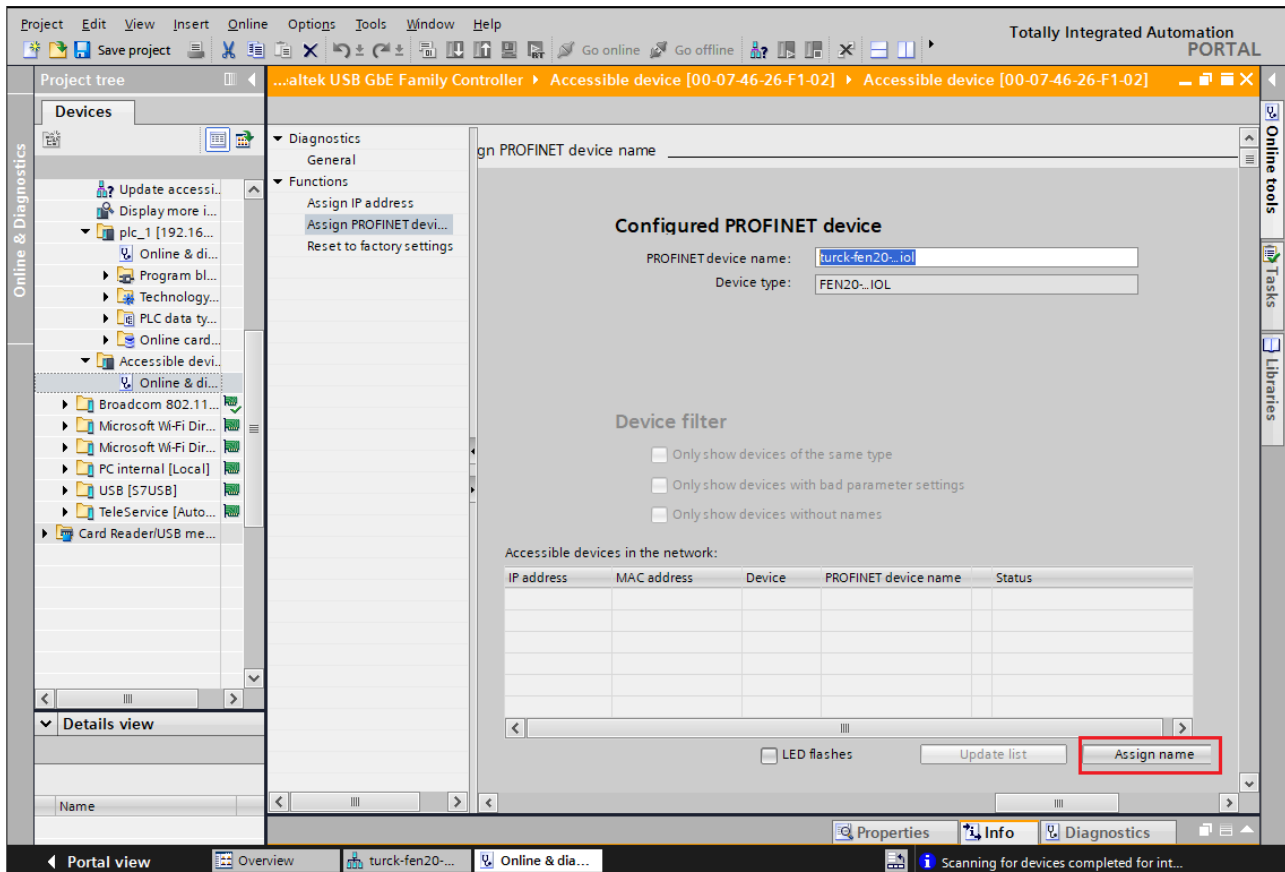 Project Edit View Insert Online Options Tools Window Help
Totally Integrated Automation
PORTAL
Save project
Go online
Go offline
Project tree
...altek USB GbE Family Controller ▸ Accessible device [00-07-46-26-F1-02] ▸ Accessible device [00-07-46-26-F1-02]
Devices
Online & Diagnostics
Update accessi..
Display more i...
plc_1 [192.16...
Online & di...
Program bl...
Technology...
PLC data ty...
Online card...
Accessible devi..
Online & di...
Broadcom 802.11...
Microsoft Wi-Fi Dir...
Microsoft Wi-Fi Dir...
PC internal [Local]
USB [S7USB]
TeleService [Auto...
Card Reader/USB me...
Details view
Name
Diagnostics
General
Functions
Assign IP address
Assign PROFINET devi...
Reset to factory settings
gn PROFINET device name
Configured PROFINET device
PROFINET device name: turck-fen20-...iol
Device type: FEN20-...IOL
Device filter
Only show devices of the same type
Only show devices with bad parameter settings
Only show devices without names
Accessible devices in the network:
IP address MAC address Device PROFINET device name Status
LED flashes Update list Assign name
Online tools
Tasks
Libraries
Properties Info Diagnostics
Portal view Overview turck-fen20-... Online & dia... Scanning for devices completed for int...